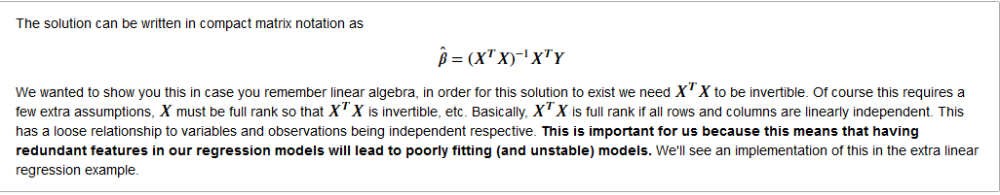 The solution can be written in compact matrix notation as
β̂ = (XᵀX)⁻¹XᵀY
We wanted to show you this in case you remember linear algebra, in order for this solution to exist we need XᵀX to be invertible. Of course this requires a
few extra assumptions, X must be full rank so that XᵀX is invertible, etc. Basically, XᵀX is full rank if all rows and columns are linearly independent. This
has a loose relationship to variables and observations being independent respective. This is important for us because this means that having
redundant features in our regression models will lead to poorly fitting (and unstable) models. We'll see an implementation of this in the extra linear
regression example.